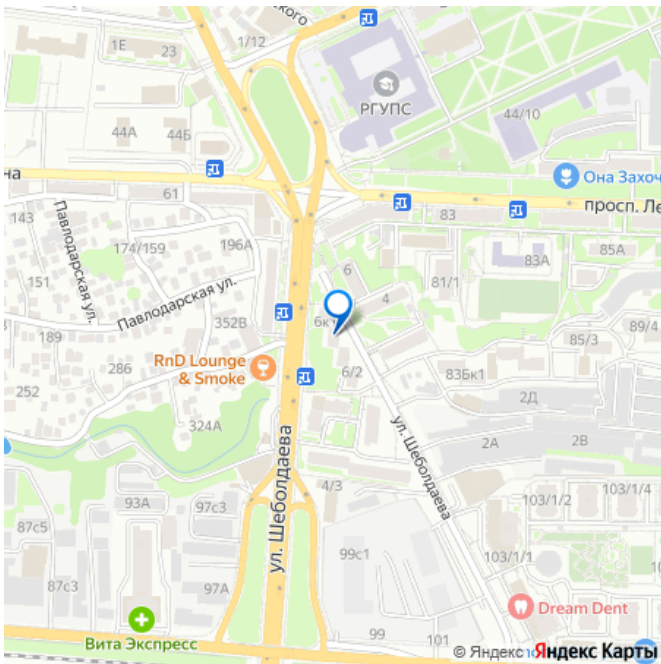 ского
1Е
23
1/12
РГУПС
44/10
44А
44Б
на
Она Захоч
61
просп. Ле
143
83
Павлодарская ул.
174/159
196А
83А
85А
151
6
81/1
4
Павлодарская ул.
189
352В
6к
85/3
89/4
286
RnD Lounge
& Smoke
6/2
83Бк1
252
2Д
324А
ул. Шеболдаева
2А
2В
ул. Шеболдаева
93А
97с3
4/3
103/1/2
103/1/4
87с5
99с1
103/1/1
87с3
97А
Dream Dent
Вита Экспресс
99
101
© Яндекс
Яндекс Карты